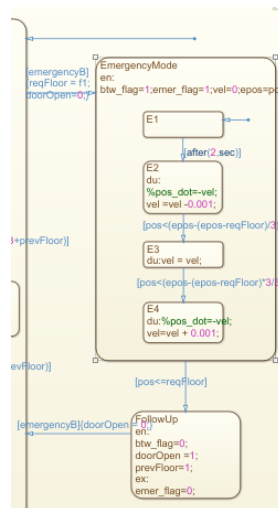 EmergencyMode
[emergencyB]
en:
{reqFloor = f1;
btw_flag=1;emer_flag=1;vel=0;epos=po
doorOpen=0;}
E1
[after(2,sec)]
E2
du:
%pos_dot=-vel;
vel =vel -0.001;
[pos<(epos-(epos-reqFloor)/3
+prevFloor)]
E3
du:vel = vel;
[pos<(epos-(epos-reqFloor)*3/
E4
du:%pos_dot=-vel;
vel=vel + 0.001;
evFloor)]
[pos<=reqFloor]
FollowUp
[emergencyB]{doorOpen = 0;}
en:
btw_flag=0;
doorOpen =1;
prevFloor=1;
ex:
emer_flag=0;